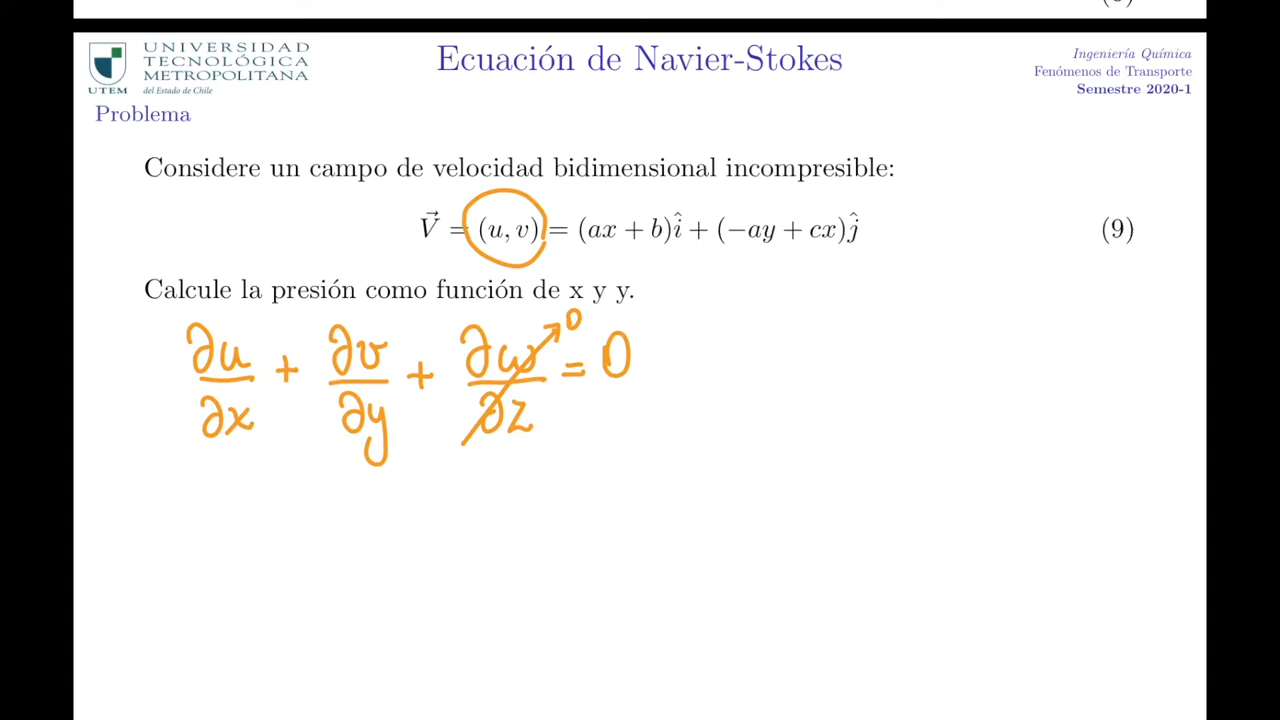 UNIVERSIDAD
TECNOLÓGICA
METROPOLITANA
UTEM del Estado de Chile
Ecuación de Navier-Stokes
Ingeniería Química
Fenómenos de Transporte
Semestre 2020-1
Problema
Considere un campo de velocidad bidimensional incompresible:
V⃗ = (u, v) = (ax + b)î + (−ay + cx)ĵ (9)
Calcule la presión como función de x y y.
∂u/∂x + ∂v/∂y + ∂w/∂z → 0 = 0